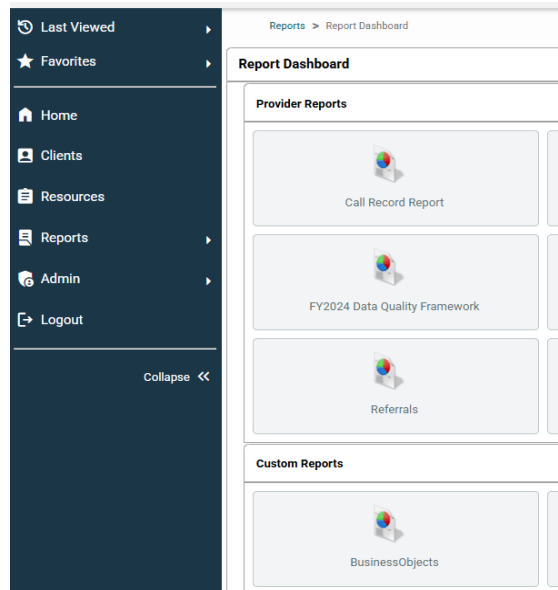 Last Viewed
Favorites
Home
Clients
Resources
Reports
Admin
Logout
Collapse
Reports > Report Dashboard
Report Dashboard
Provider Reports
Call Record Report
FY2024 Data Quality Framework
Referrals
Custom Reports
BusinessObjects